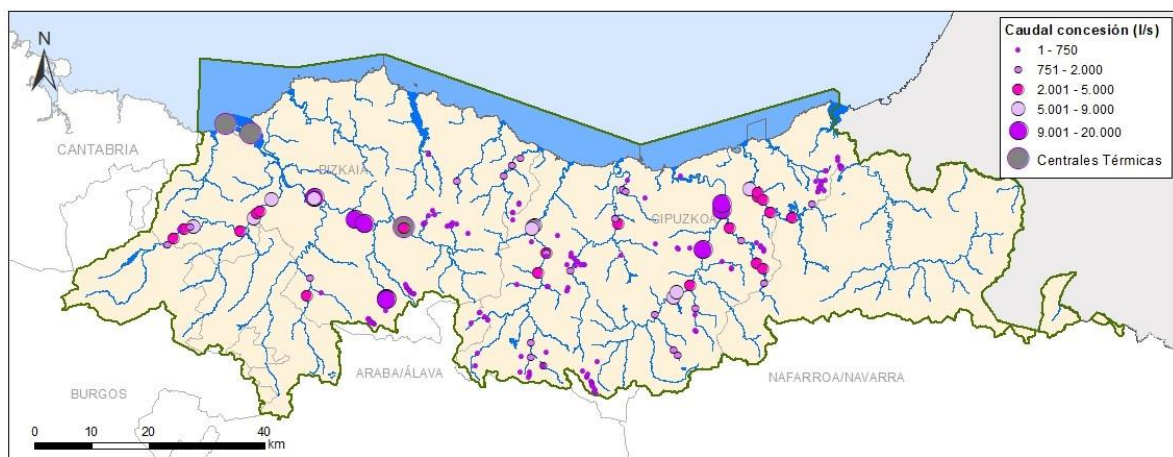 N
CANTABRIA
BIZKAIA
GIPUZKOA
BURGOS
ARABA/ÁLAVA
NAFARROA/NAVARRA
0 10 20 40
km
Caudal concesión (l/s)
1 - 750
751 - 2.000
2.001 - 5.000
5.001 - 9.000
9.001 - 20.000
Centrales Térmicas